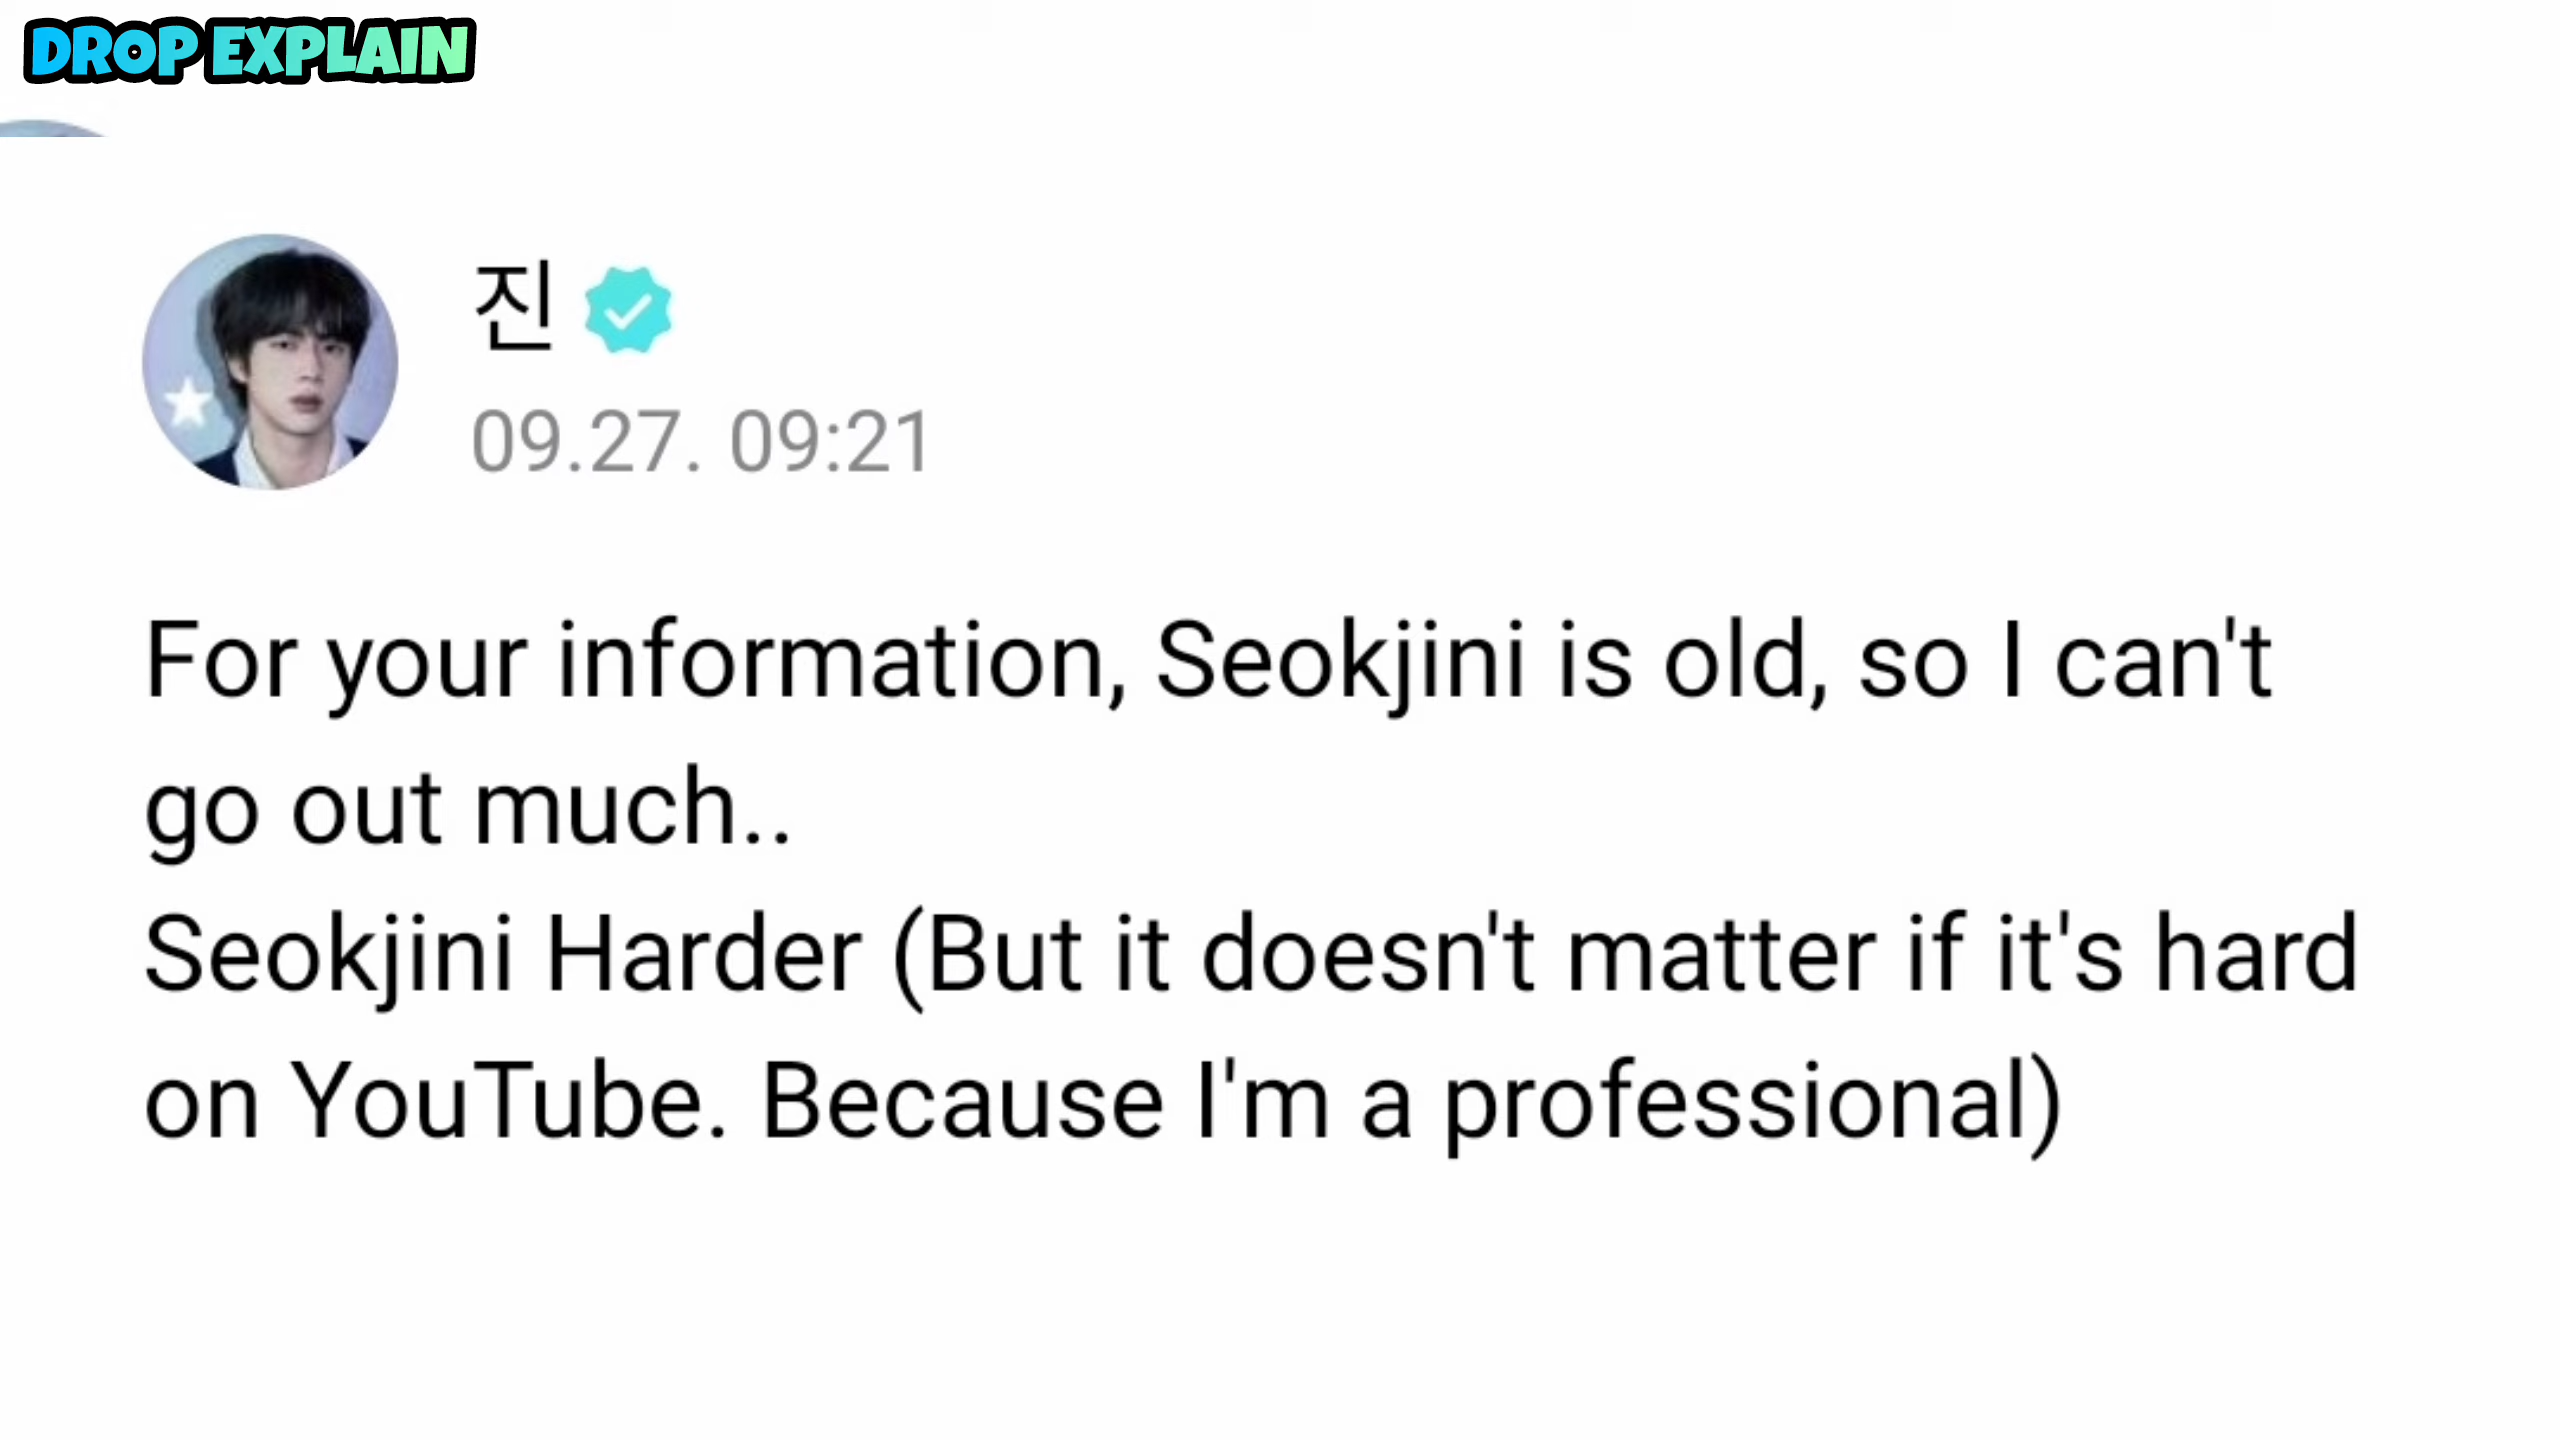 DROP EXPLAIN
진
09.27. 09:21
For your information, Seokjini is old, so I can't
go out much..
Seokjini Harder (But it doesn't matter if it's hard
on YouTube. Because I'm a professional)